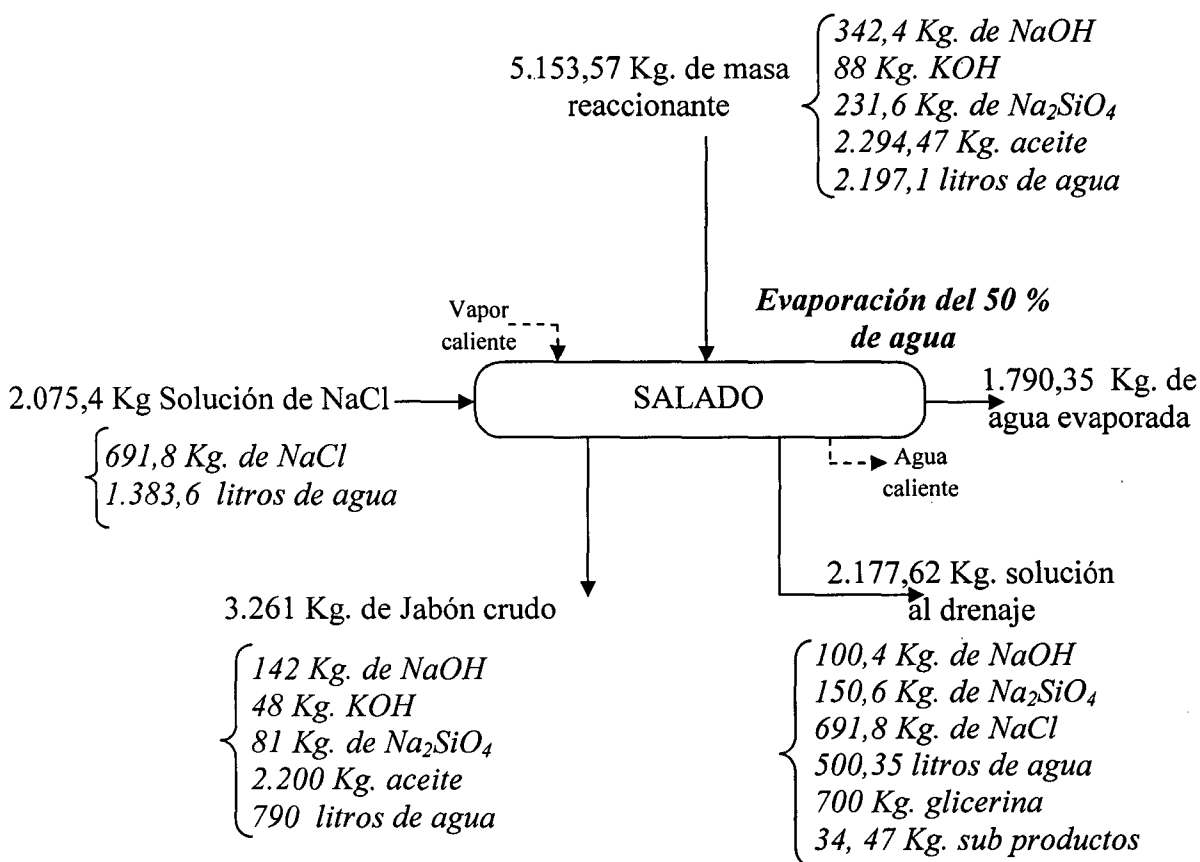 5.153,57 Kg. de masa
reaccionante
342,4 Kg. de NaOH
88 Kg. KOH
231,6 Kg. de Na₂SiO₄
2.294,47 Kg. aceite
2.197,1 litros de agua
Evaporación del 50 %
de agua
Vapor
caliente
2.075,4 Kg Solución de NaCl
691,8 Kg. de NaCl
1.383,6 litros de agua
SALADO
1.790,35 Kg. de
agua evaporada
Agua
caliente
3.261 Kg. de Jabón crudo
142 Kg. de NaOH
48 Kg. KOH
81 Kg. de Na₂SiO₄
2.200 Kg. aceite
790 litros de agua
2.177,62 Kg. solución
al drenaje
100,4 Kg. de NaOH
150,6 Kg. de Na₂SiO₄
691,8 Kg. de NaCl
500,35 litros de agua
700 Kg. glicerina
34, 47 Kg. sub productos